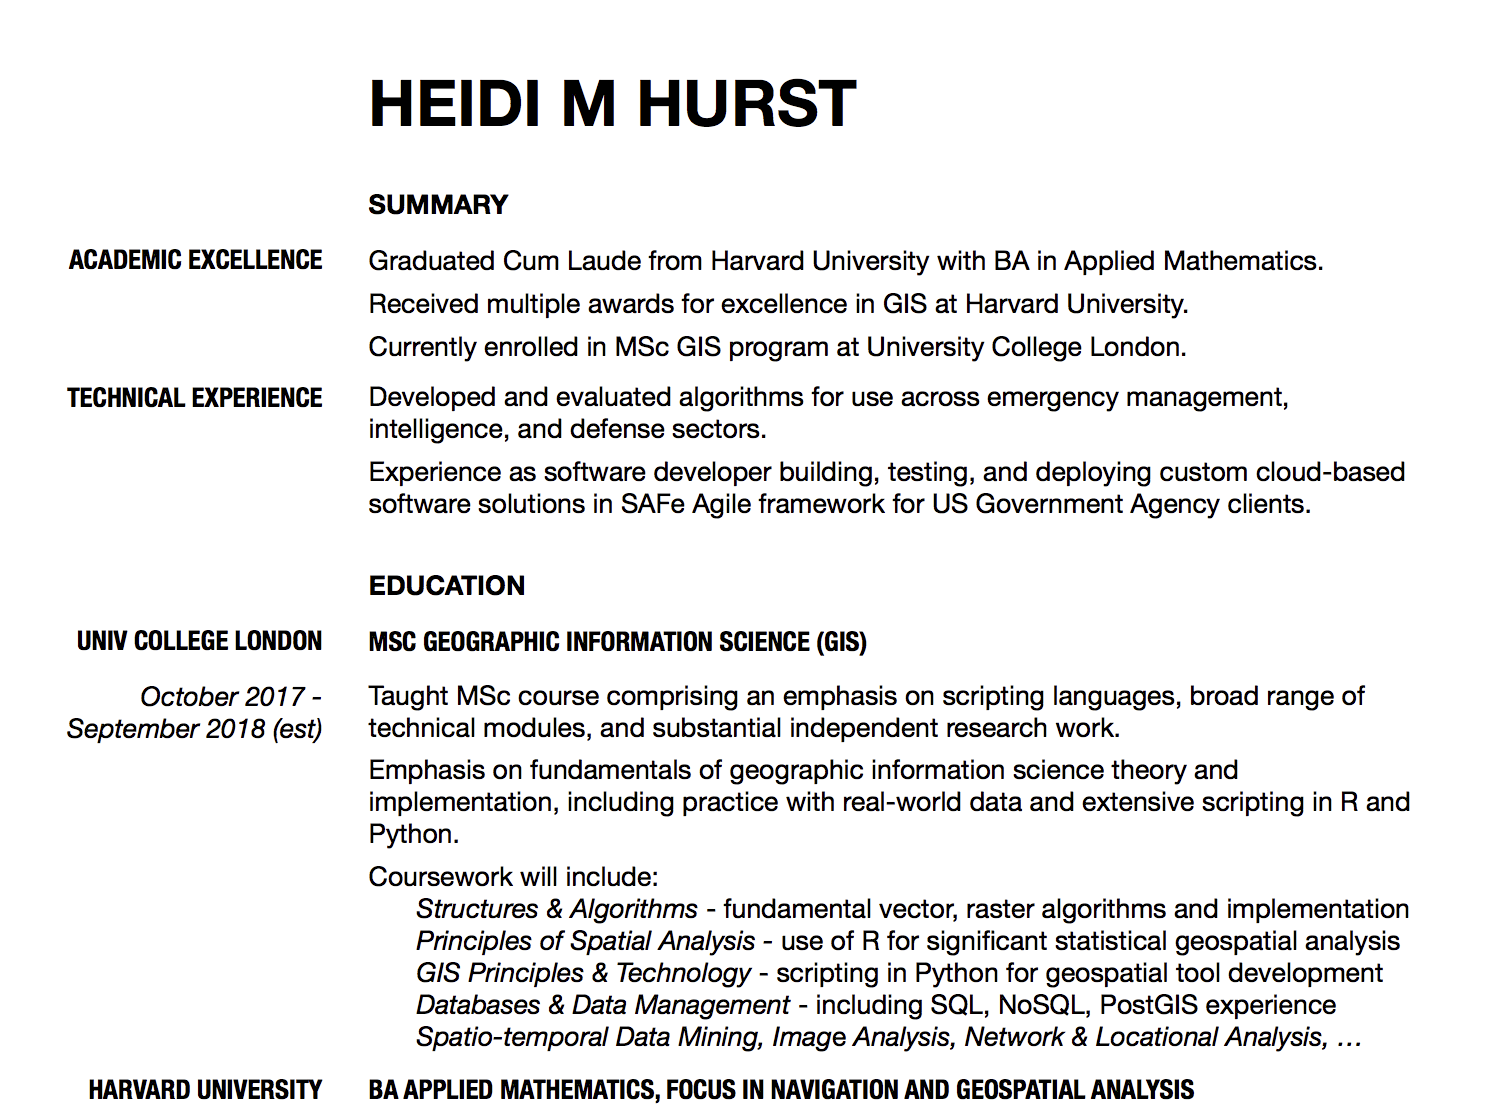 HEIDI M HURST
SUMMARY
ACADEMIC EXCELLENCE
Graduated Cum Laude from Harvard University with BA in Applied Mathematics.
Received multiple awards for excellence in GIS at Harvard University.
Currently enrolled in MSc GIS program at University College London.
TECHNICAL EXPERIENCE
Developed and evaluated algorithms for use across emergency management,
intelligence, and defense sectors.
Experience as software developer building, testing, and deploying custom cloud-based
software solutions in SAFe Agile framework for US Government Agency clients.
EDUCATION
UNIV COLLEGE LONDON
MSC GEOGRAPHIC INFORMATION SCIENCE (GIS)
October 2017 -
September 2018 (est)
Taught MSc course comprising an emphasis on scripting languages, broad range of
technical modules, and substantial independent research work.
Emphasis on fundamentals of geographic information science theory and
implementation, including practice with real-world data and extensive scripting in R and
Python.
Coursework will include:
Structures & Algorithms - fundamental vector, raster algorithms and implementation
Principles of Spatial Analysis - use of R for significant statistical geospatial analysis
GIS Principles & Technology - scripting in Python for geospatial tool development
Databases & Data Management - including SQL, NoSQL, PostGIS experience
Spatio-temporal Data Mining, Image Analysis, Network & Locational Analysis, …
HARVARD UNIVERSITY
BA APPLIED MATHEMATICS, FOCUS IN NAVIGATION AND GEOSPATIAL ANALYSIS